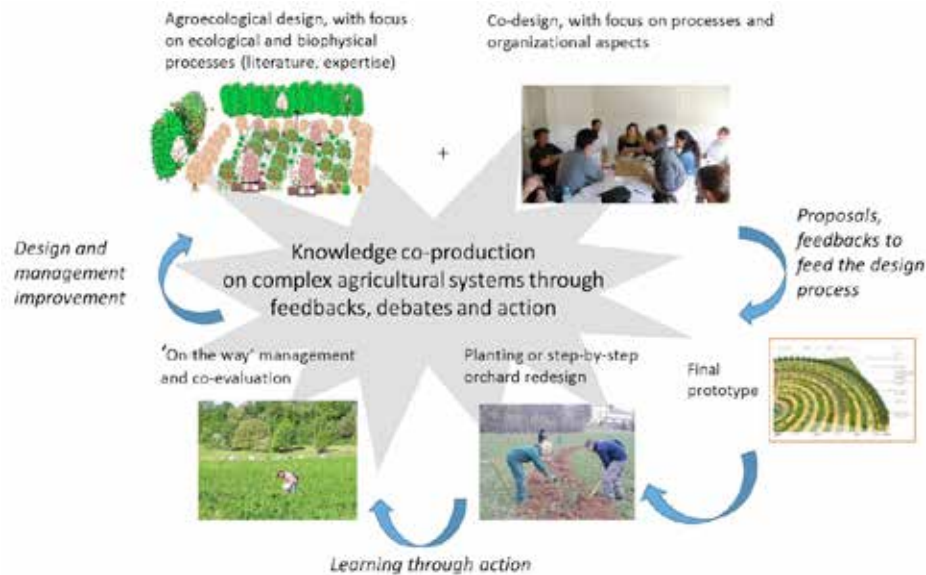 Agroecological design, with focus
on ecological and biophysical
processes (literature, expertise)
Co-design, with focus on processes and
organizational aspects
+
Design and
management
improvement
Knowledge co-production
on complex agricultural systems through
feedbacks, debates and action
Proposals,
feedbacks to
feed the design
process
'On the way' management
and co-evaluation
Planting or step-by-step
orchard redesign
Final
prototype
Learning through action